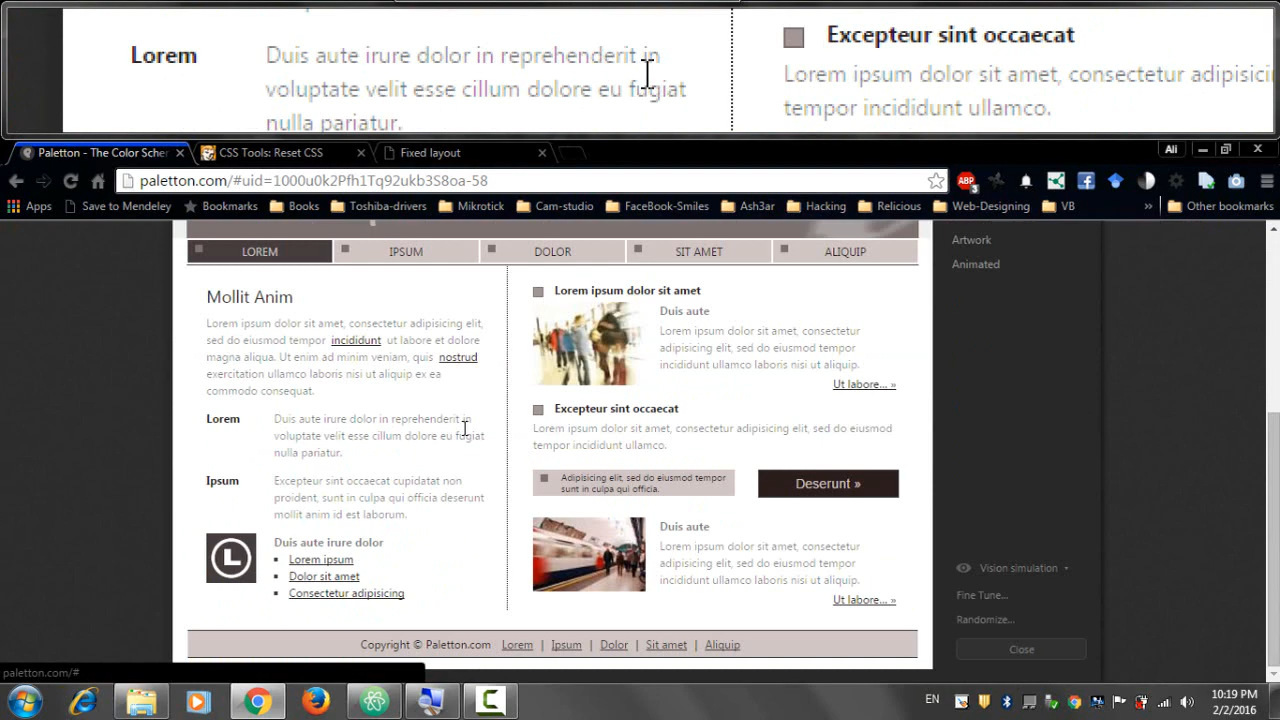 Lorem
Duis aute irure dolor in reprehenderit in
voluptate velit esse cillum dolore eu fugiat
nulla pariatur.
Excepteur sint occaecat
Lorem ipsum dolor sit amet, consectetur adipisici
tempor incididunt ullamco.
Paletton - The Color Scher
CSS Tools: Reset CSS
Fixed layout
Ali
paletton.com/#uid=1000u0k2Pfh1Tq92ukb3S8oa-58
ABP
3
Apps
Save to Mendeley
Bookmarks
Books
Toshiba-drivers
Mikrotick
Cam-studio
FaceBook-Smiles
Ash3ar
Hacking
Relicious
Web-Designing
VB
»
Other bookmarks
LOREM
IPSUM
DOLOR
SIT AMET
ALIQUIP
Artwork
Animated
Mollit Anim
Lorem ipsum dolor sit amet, consectetur adipisicing elit,
sed do eiusmod tempor incididunt ut labore et dolore
magna aliqua. Ut enim ad minim veniam, quis nostrud
exercitation ullamco laboris nisi ut aliquip ex ea
commodo consequat.
Lorem
Duis aute irure dolor in reprehenderit in
voluptate velit esse cillum dolore eu fugiat
nulla pariatur.
Ipsum
Excepteur sint occaecat cupidatat non
proident, sunt in culpa qui officia deserunt
mollit anim id est laborum.
L
Duis aute irure dolor
Lorem ipsum
Dolor sit amet
Consectetur adipisicing
Lorem ipsum dolor sit amet
Duis aute
Lorem ipsum dolor sit amet, consectetur
adipisicing elit, sed do eiusmod tempor
incididunt ullamco laboris nisi ut aliquip.
Ut labore... »
Excepteur sint occaecat
Lorem ipsum dolor sit amet, consectetur adipisicing elit, sed do eiusmod
tempor incididunt ullamco.
Adipisicing elit, sed do eiusmod tempor
sunt in culpa qui officia.
Deserunt »
Duis aute
Lorem ipsum dolor sit amet, consectetur
adipisicing elit, sed do eiusmod tempor
incididunt ullamco laboris nisi ut aliquip.
Ut labore... »
Vision simulation
Fine Tune...
Randomize...
Close
Copyright © Paletton.com Lorem | Ipsum | Dolor | Sit amet | Aliquip
paletton.com/#
EN
10:19 PM
2/2/2016